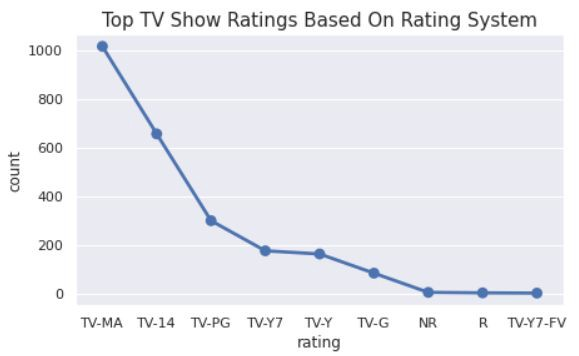 Top TV Show Ratings Based On Rating System
1000
800
600
400
200
0
count
TV-MA TV-14 TV-PG TV-Y7 TV-Y TV-G NR R TV-Y7-FV
rating